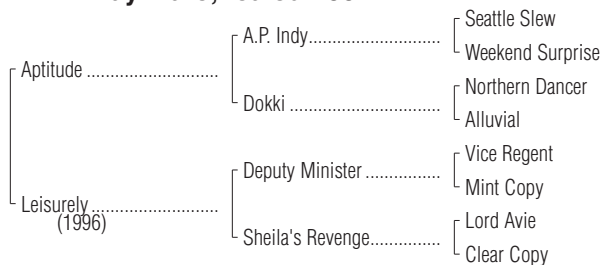 A.P. Indy
Seattle Slew
Weekend Surprise
Aptitude
Dokki
Northern Dancer
Alluvial
Deputy Minister
Vice Regent
Mint Copy
Leisurely
(1996)
Sheila's Revenge
Lord Avie
Clear Copy